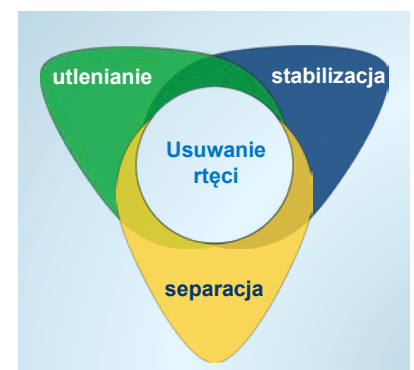 utlenianie
stabilizacja
Usuwanie
rtęci
separacja